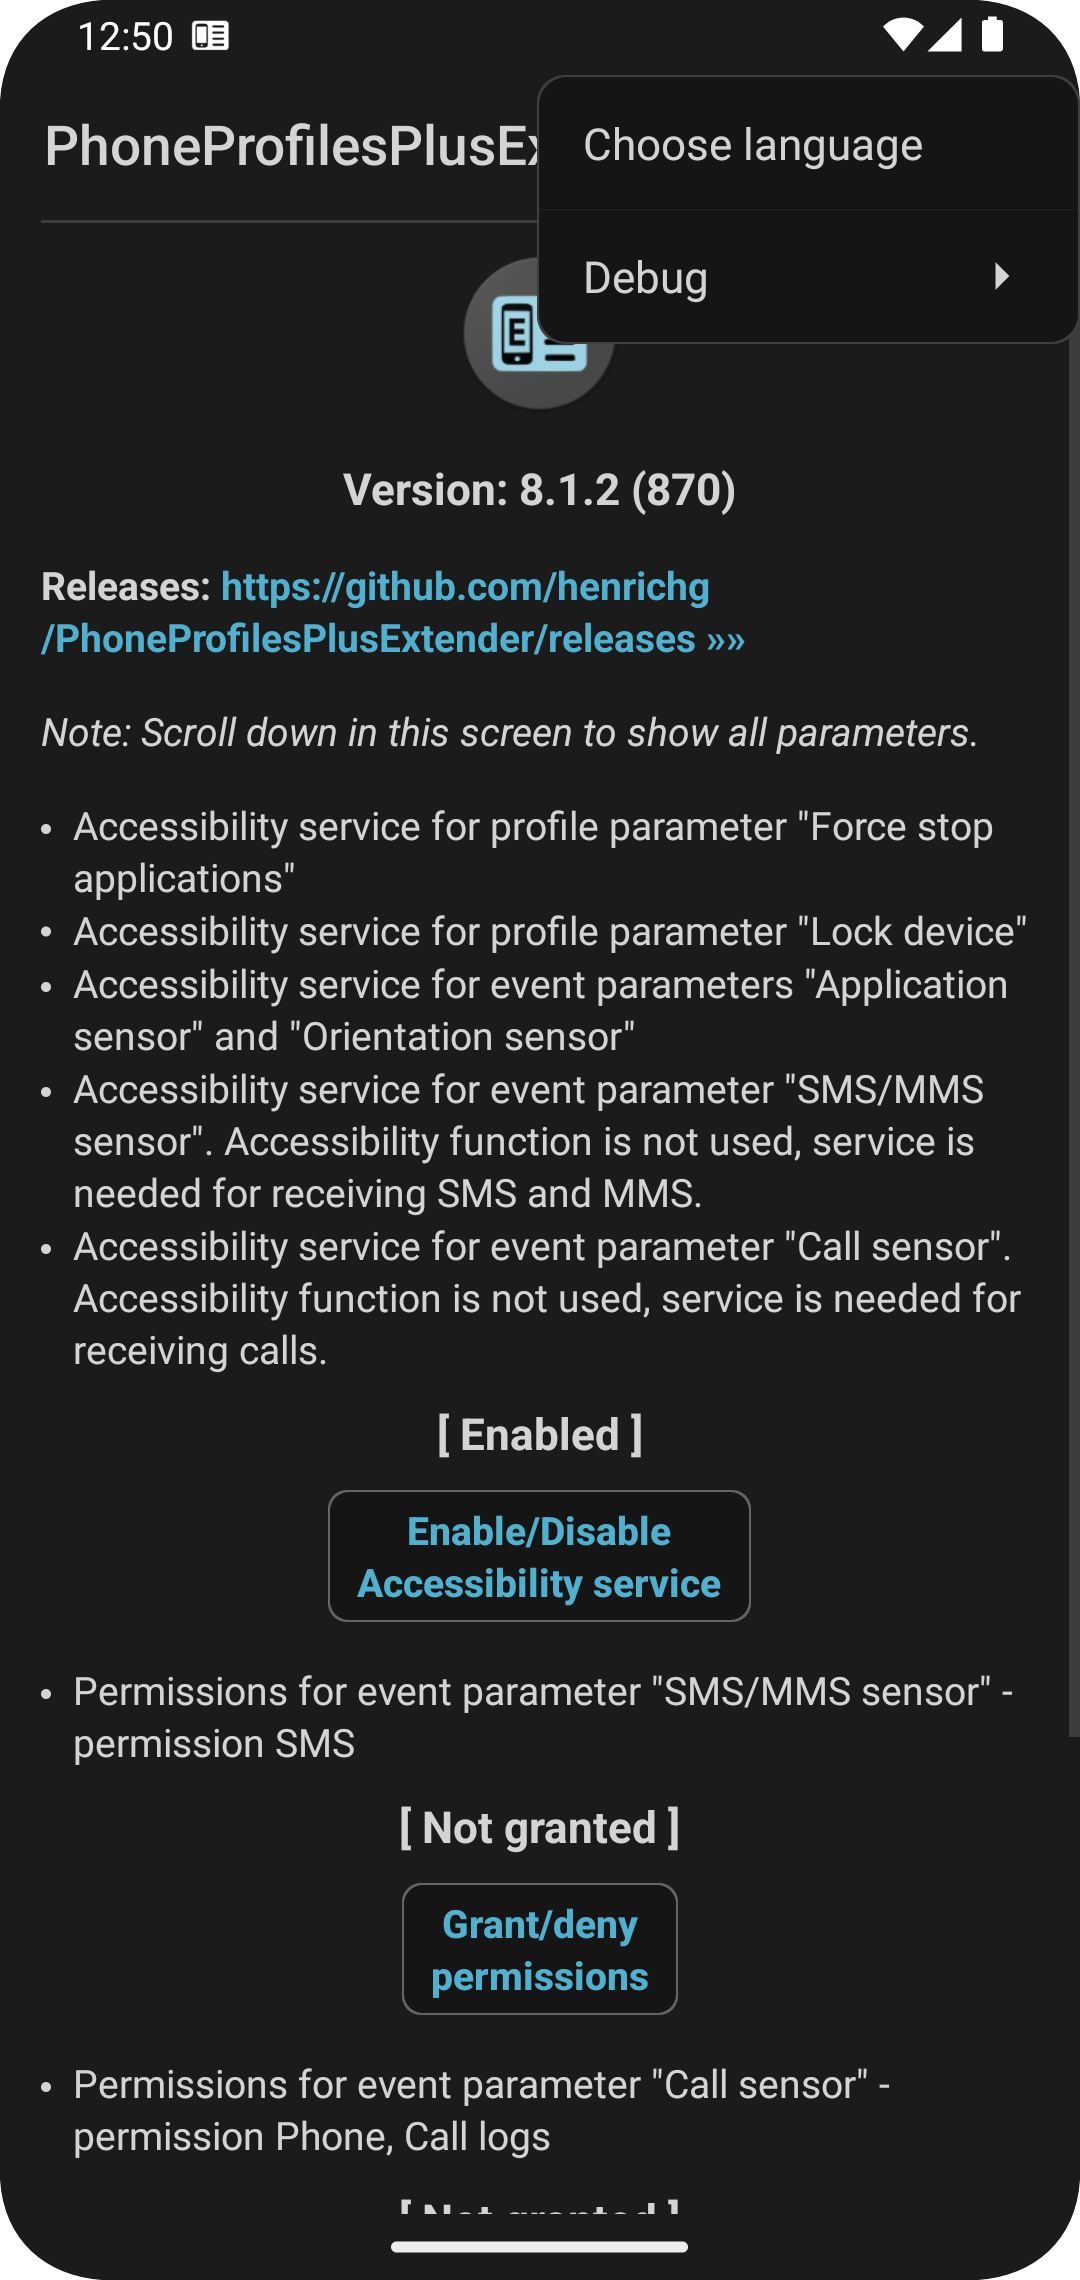 12:50
PhoneProfilesPlusEx
Choose language
Debug
E
Version: 8.1.2 (870)
Releases: https://github.com/henrichg
/PhoneProfilesPlusExtender/releases »»
Note: Scroll down in this screen to show all parameters.
• Accessibility service for profile parameter "Force stop
applications"
• Accessibility service for profile parameter "Lock device"
• Accessibility service for event parameters "Application
sensor" and "Orientation sensor"
• Accessibility service for event parameter "SMS/MMS
sensor". Accessibility function is not used, service is
needed for receiving SMS and MMS.
• Accessibility service for event parameter "Call sensor".
Accessibility function is not used, service is needed for
receiving calls.
[ Enabled ]
Enable/Disable
Accessibility service
• Permissions for event parameter "SMS/MMS sensor" -
permission SMS
[ Not granted ]
Grant/deny
permissions
• Permissions for event parameter "Call sensor" -
permission Phone, Call logs
[ Not granted ]